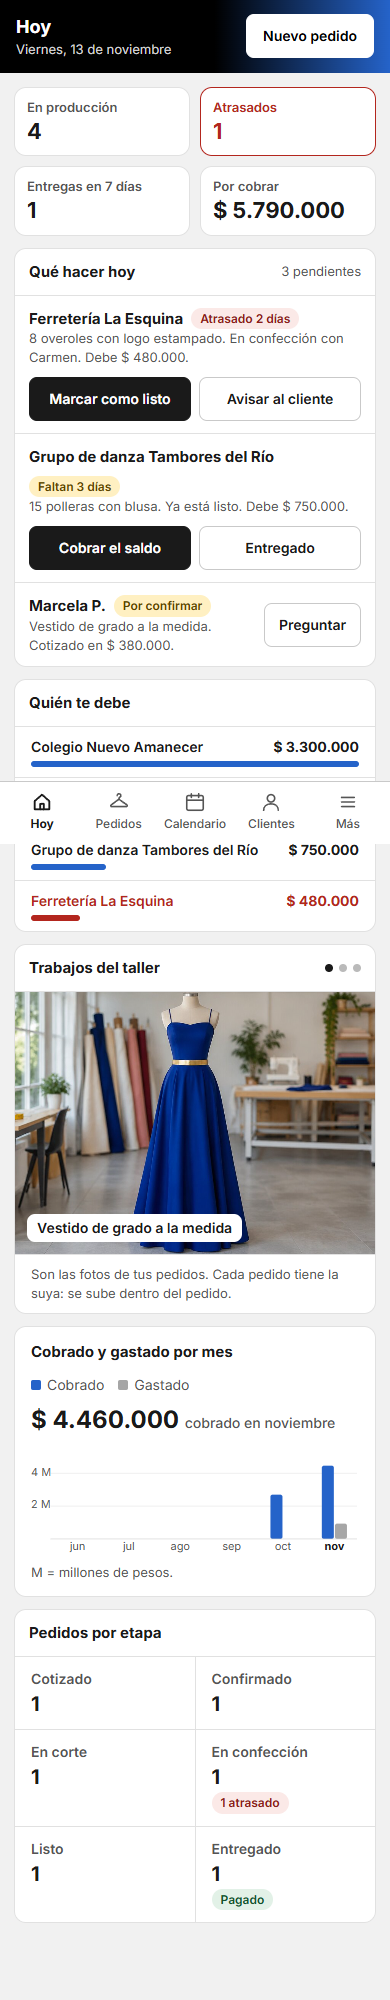 Hoy
Viernes, 13 de noviembre
Nuevo pedido
En producción
4
Atrasados
1
Entregas en 7 días
1
Por cobrar
$ 5.790.000
Qué hacer hoy
3 pendientes
Ferretería La Esquina
Atrasado 2 días
8 overoles con logo estampado. En confección con
Carmen. Debe $ 480.000.
Marcar como listo
Avisar al cliente
Grupo de danza Tambores del Río
Faltan 3 días
15 polleras con blusa. Ya está listo. Debe $ 750.000.
Cobrar el saldo
Entregado
Marcela P.
Por confirmar
Vestido de grado a la medida.
Cotizado en $ 380.000.
Preguntar
Quién te debe
Colegio Nuevo Amanecer
$ 3.300.000
Hoy
Pedidos
Calendario
Clientes
Más
Grupo de danza Tambores del Río
$ 750.000
Ferretería La Esquina
$ 480.000
Trabajos del taller
Vestido de grado a la medida
Son las fotos de tus pedidos. Cada pedido tiene la
suya: se sube dentro del pedido.
Cobrado y gastado por mes
Cobrado
Gastado
$ 4.460.000 cobrado en noviembre
4 M
2 M
jun
jul
ago
sep
oct
nov
M = millones de pesos.
Pedidos por etapa
Cotizado
1
Confirmado
1
En corte
1
En confección
1
1 atrasado
Listo
1
Entregado
1
Pagado